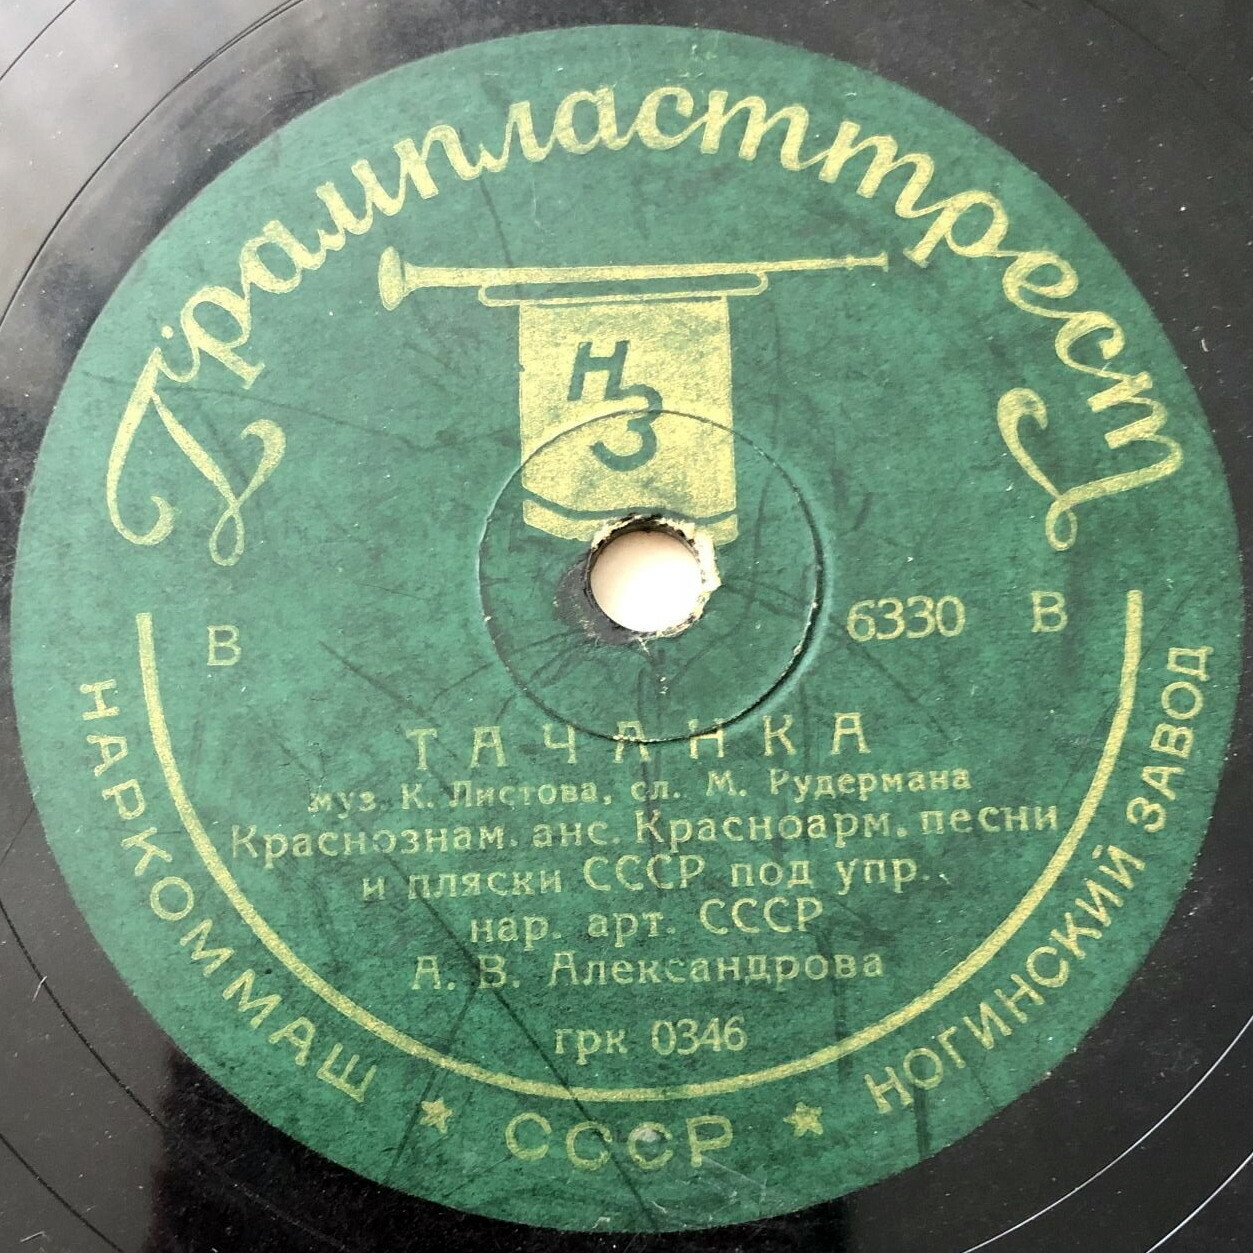 Грампласттрест
НЗ
В
6330 В
ТАЧАНКА
муз. К. Листова, сл. М. Рудермана
Краснознам. анс. Красноарм. песни
и пляски СССР под упр.
нар. арт. СССР
А. В. Александрова
грк 0346
НАРКОММАШ ★ СССР ★ НОГИНСКИЙ ЗАВОД